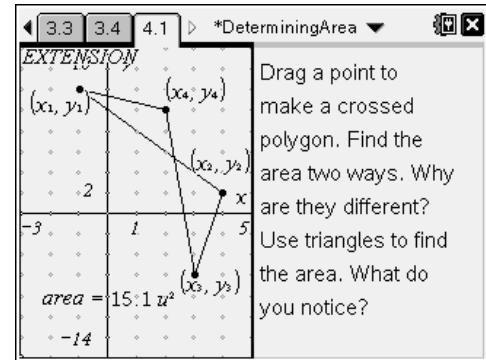 3.3 3.4 4.1 *DeterminingArea
EXTENSION
(x₁, y₁)
(x₄, y₄)
(x₂, y₂)
2
x
-3
1
5
(x₃, y₃)
area = 15.1 u²
-14
Drag a point to
make a crossed
polygon. Find the
area two ways. Why
are they different?
Use triangles to find
the area. What do
you notice?